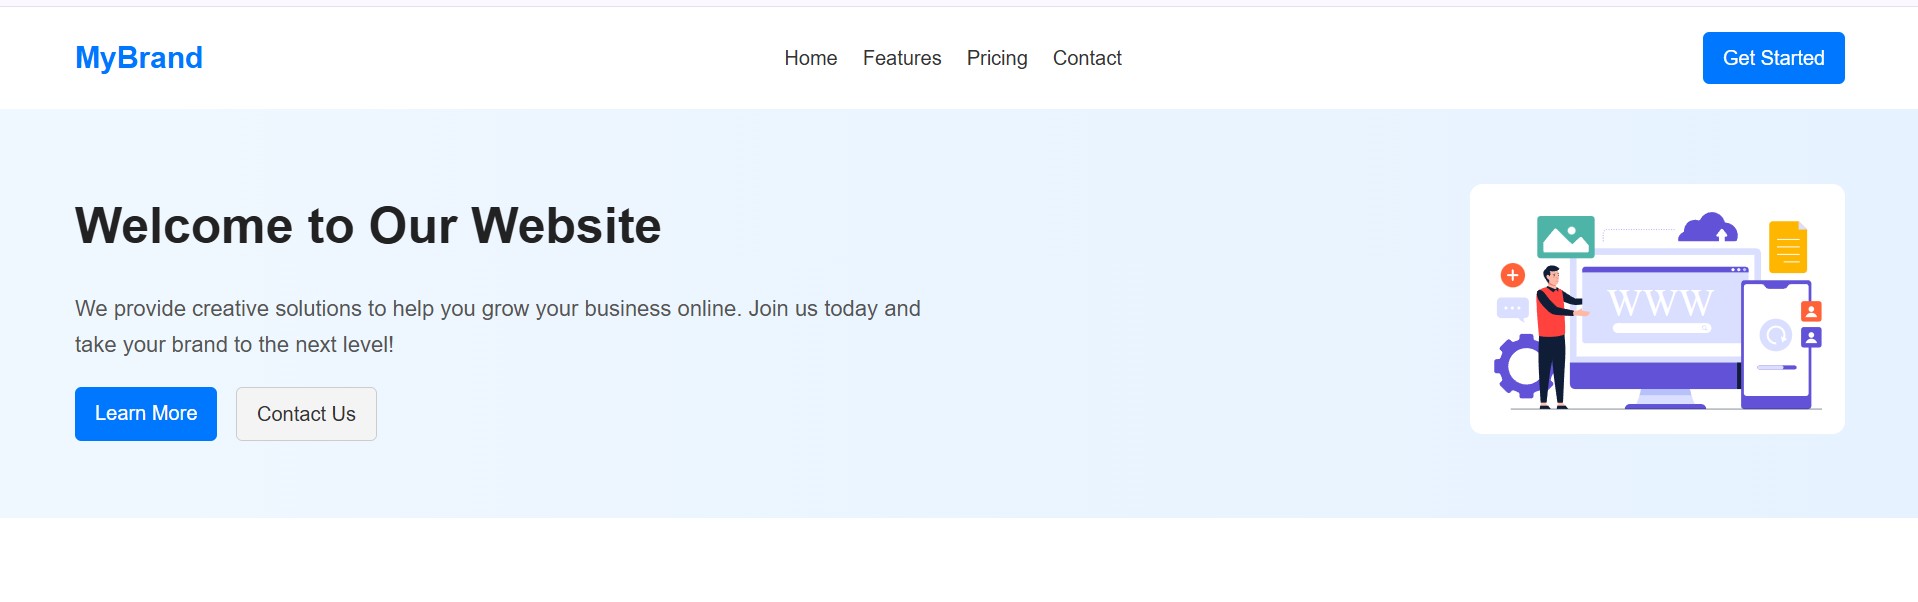 MyBrand
Home Features Pricing Contact
Get Started
Welcome to Our Website
We provide creative solutions to help you grow your business online. Join us today and
take your brand to the next level!
Learn More
Contact Us
WWW